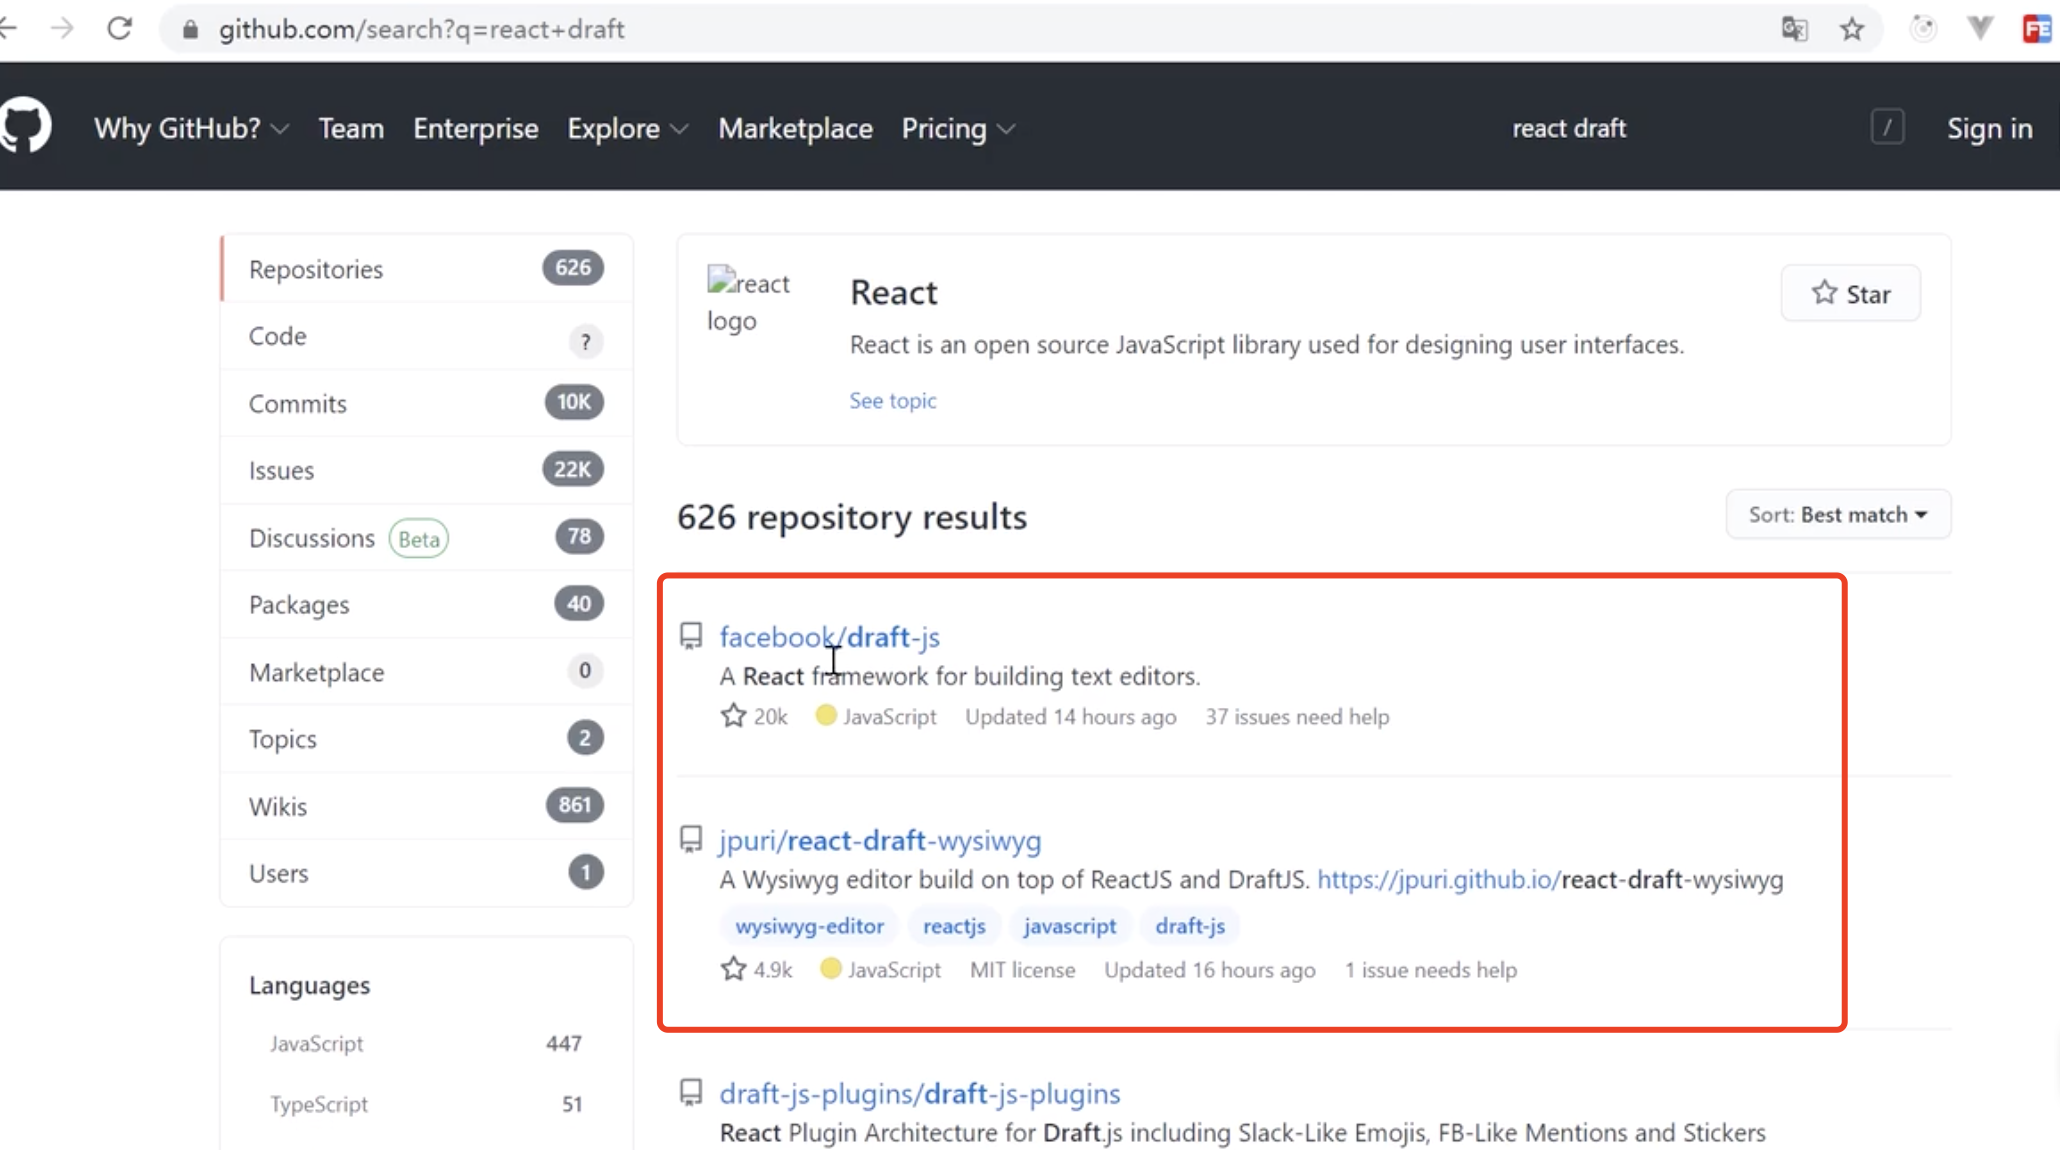 github.com/search?q=react+draft
FE
Why GitHub? Team Enterprise Explore Marketplace Pricing react draft / Sign in
Repositories 626
Code ?
Commits 10K
Issues 22K
Discussions Beta 78
Packages 40
Marketplace 0
Topics 2
Wikis 861
Users 1
Languages
JavaScript 447
TypeScript 51
react logo
React
Star
React is an open source JavaScript library used for designing user interfaces.
See topic
626 repository results
Sort: Best match
facebook/draft-js
A React framework for building text editors.
20k JavaScript Updated 14 hours ago 37 issues need help
jpuri/react-draft-wysiwyg
A Wysiwyg editor build on top of ReactJS and DraftJS. https://jpuri.github.io/react-draft-wysiwyg
wysiwyg-editor reactjs javascript draft-js
4.9k JavaScript MIT license Updated 16 hours ago 1 issue needs help
draft-js-plugins/draft-js-plugins
React Plugin Architecture for Draft.js including Slack-Like Emojis, FB-Like Mentions and Stickers